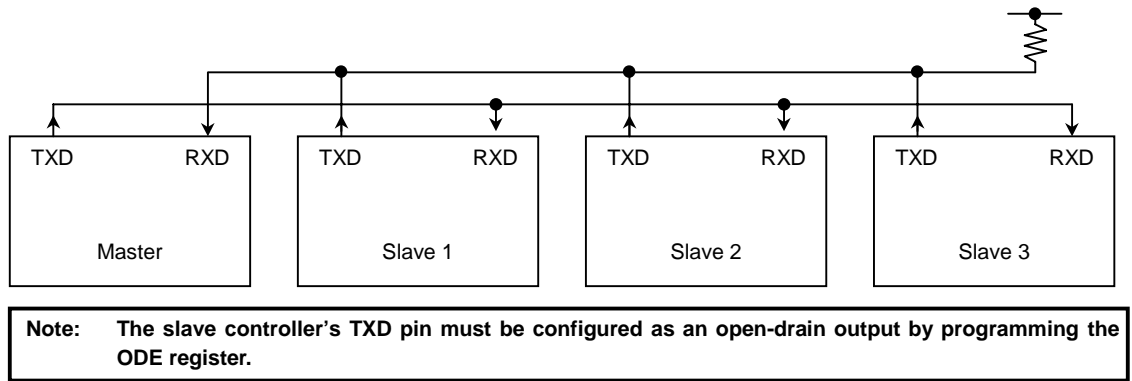 TXD RXD TXD RXD TXD RXD TXD RXD
Master Slave 1 Slave 2 Slave 3
Note: The slave controller's TXD pin must be configured as an open-drain output by programming the
ODE register.